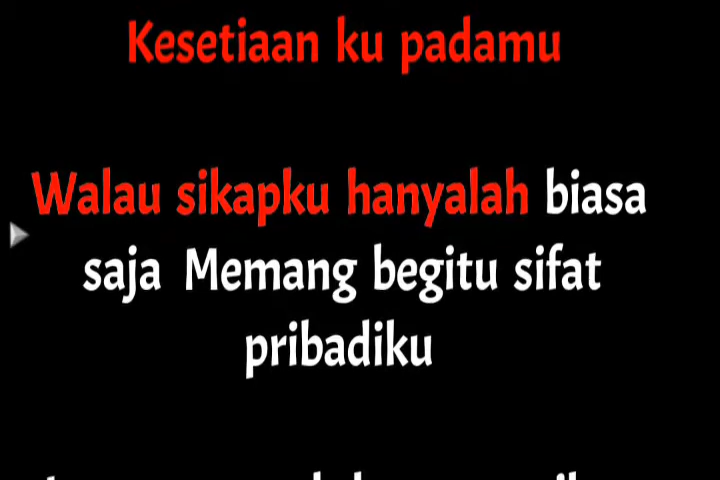 Kesetiaan ku padamu
Walau sikapku hanyalah biasa
saja Memang begitu sifat
pribadiku